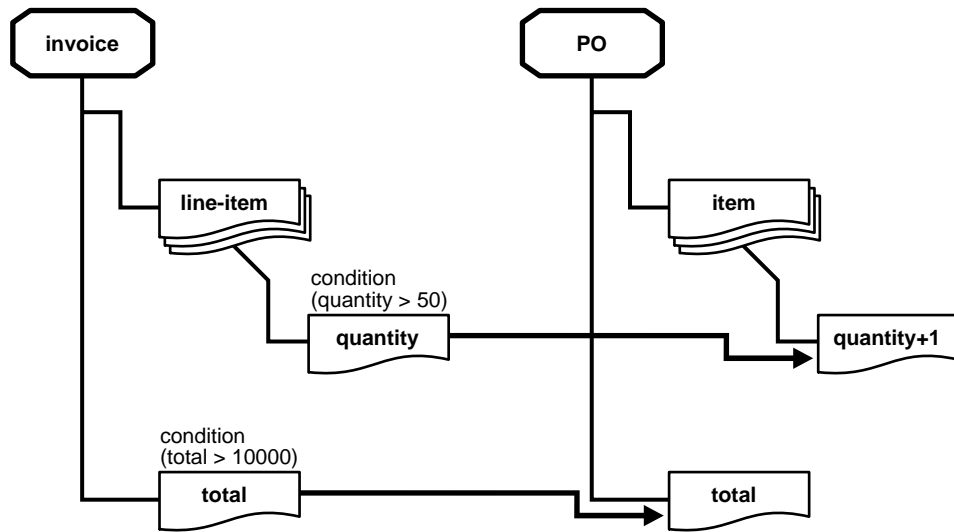 invoice
PO
line-item
item
condition
(quantity > 50)
quantity
quantity+1
condition
(total > 10000)
total
total